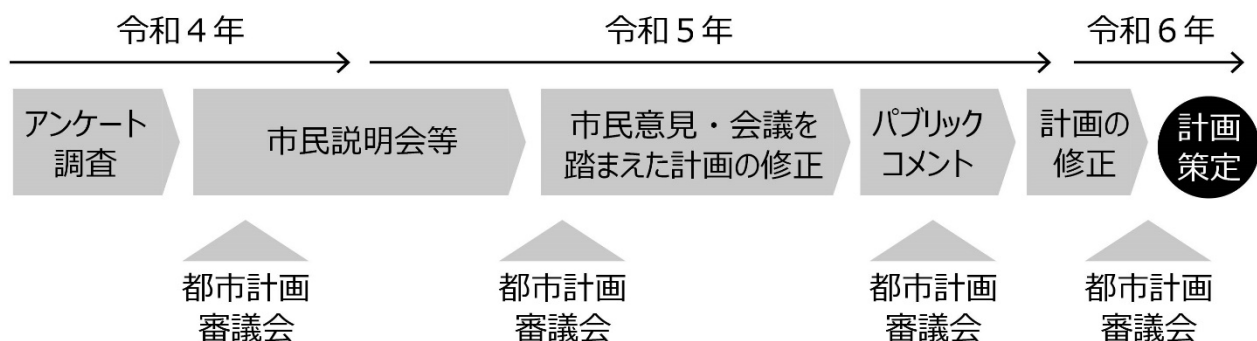 令和４年
令和５年
令和６年
アンケート
調査
市民説明会等
市民意見・会議を
踏まえた計画の修正
パブリック
コメント
計画の
修正
計画
策定
都市計画
審議会
都市計画
審議会
都市計画
審議会
都市計画
審議会